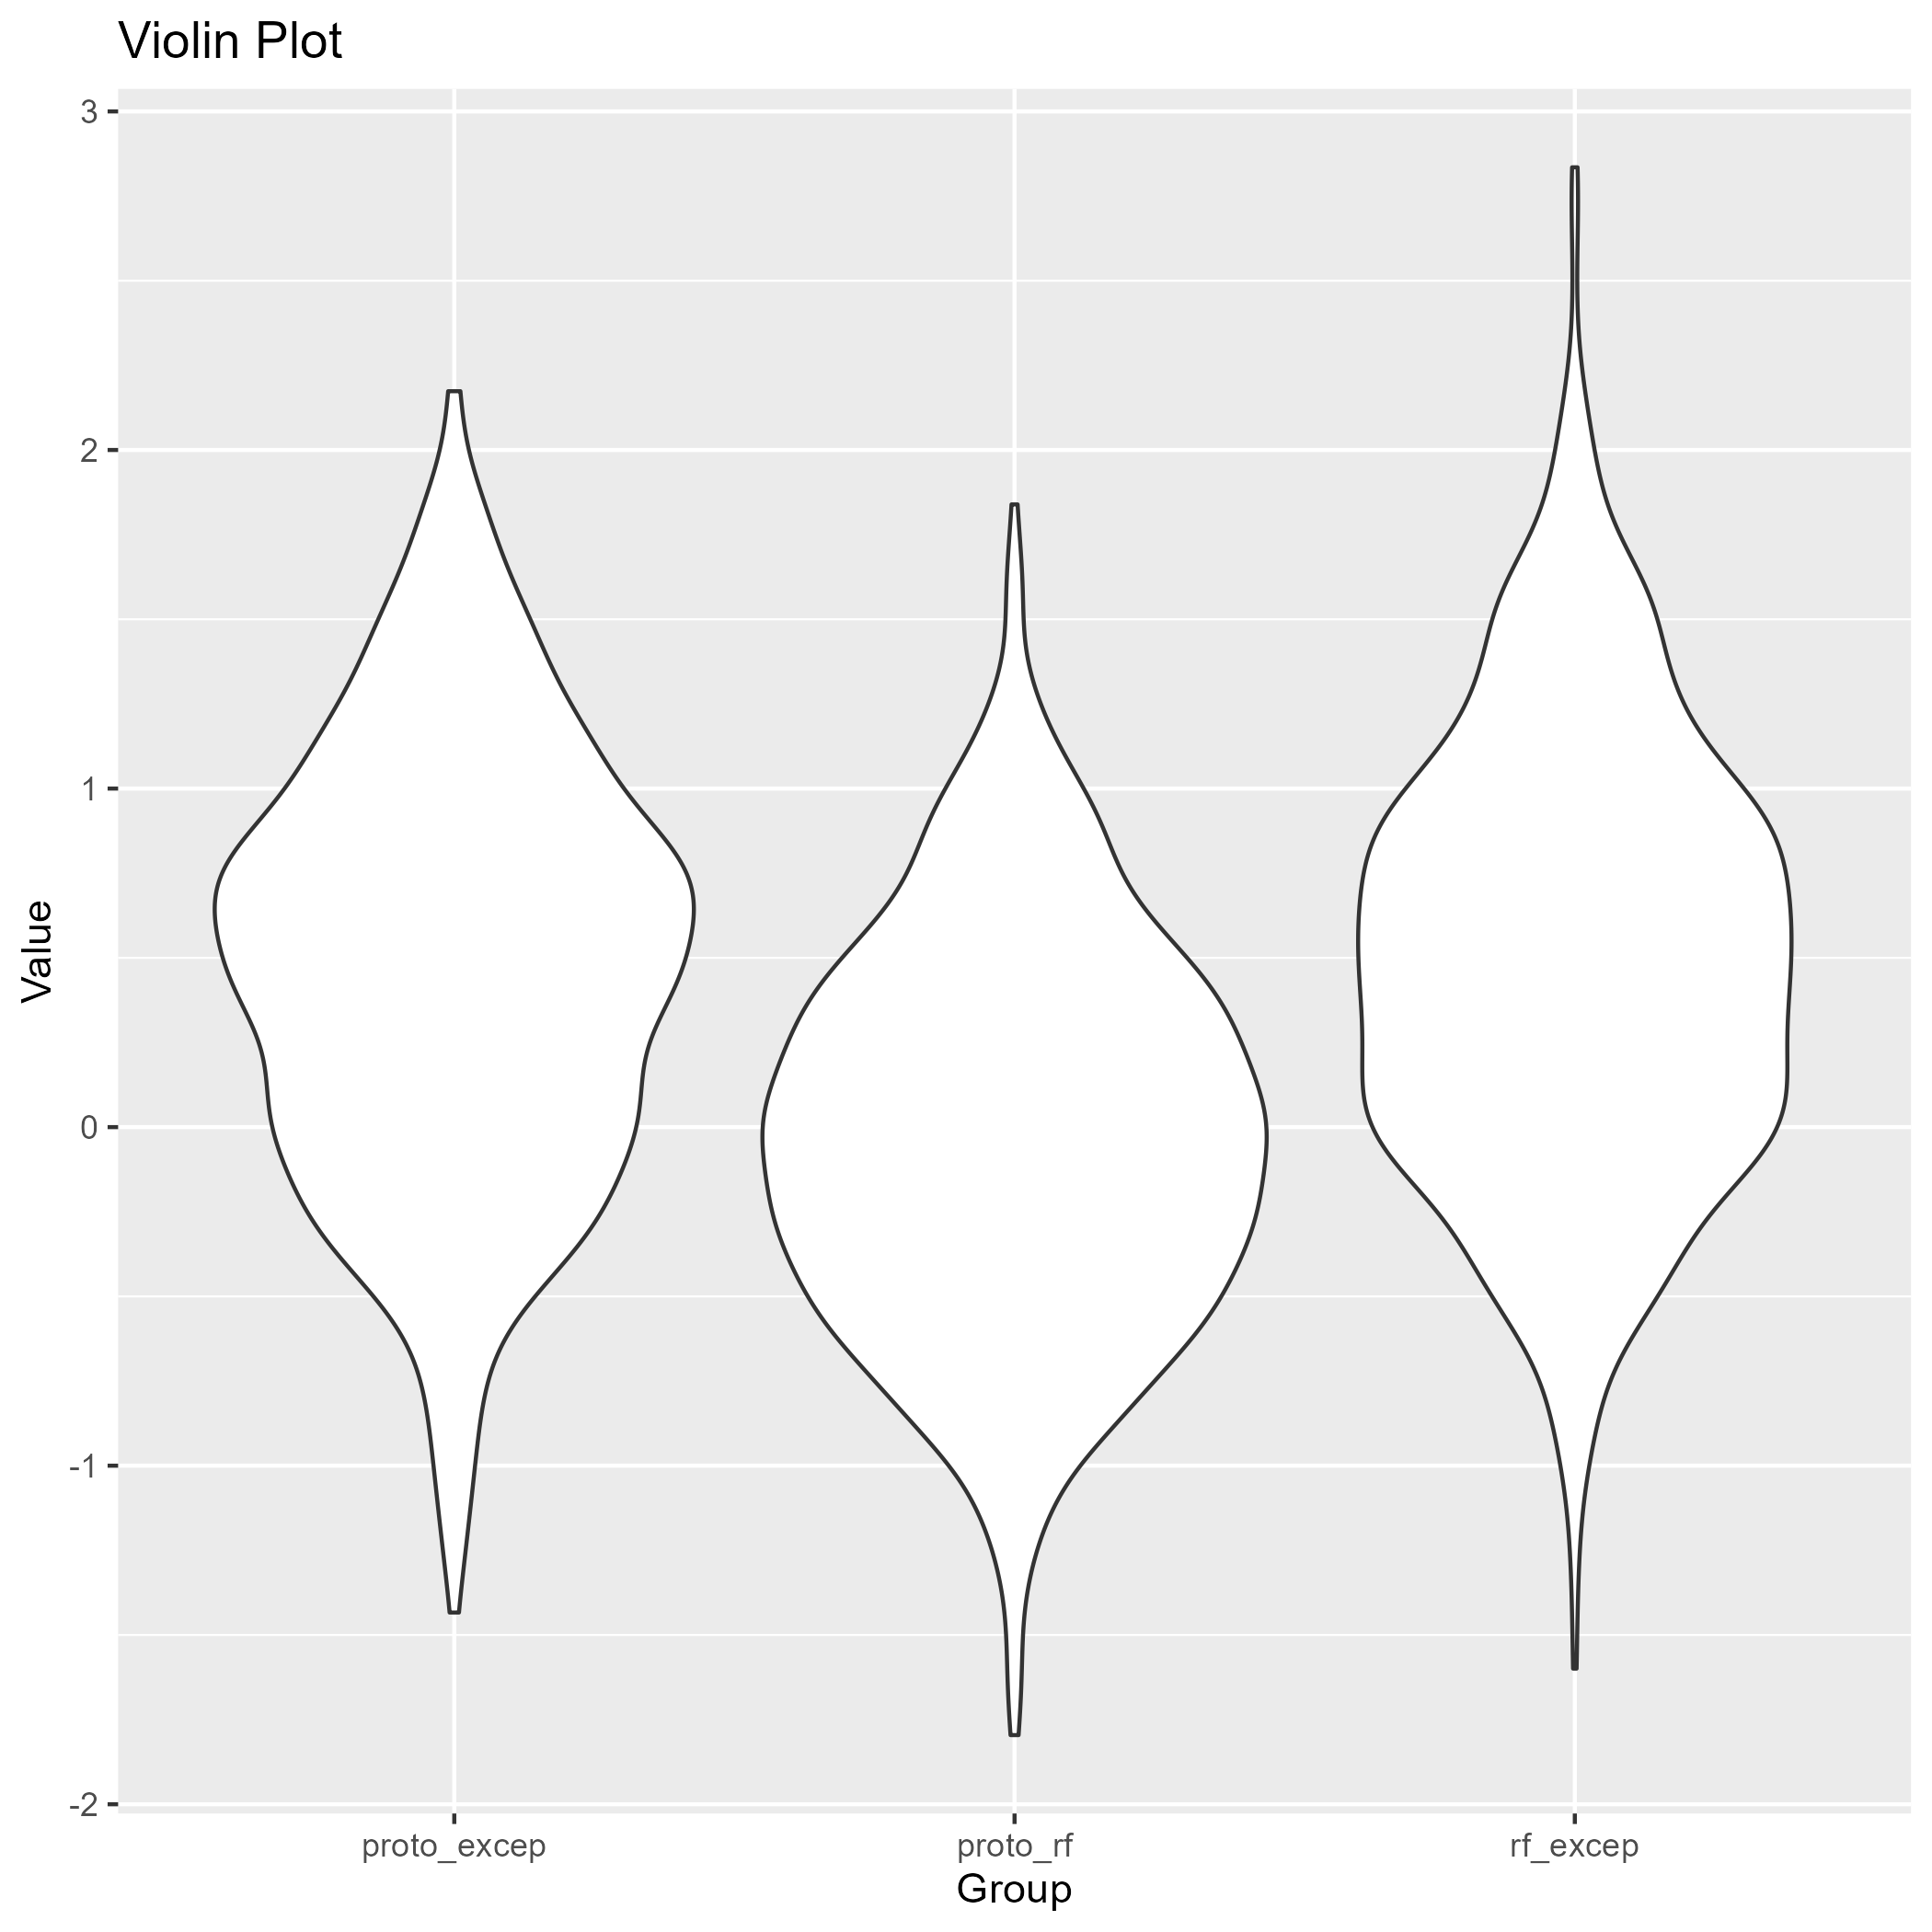 Violin Plot
3
2
1
0
-1
-2
Value
proto_excep
proto_rf
rf_excep
Group